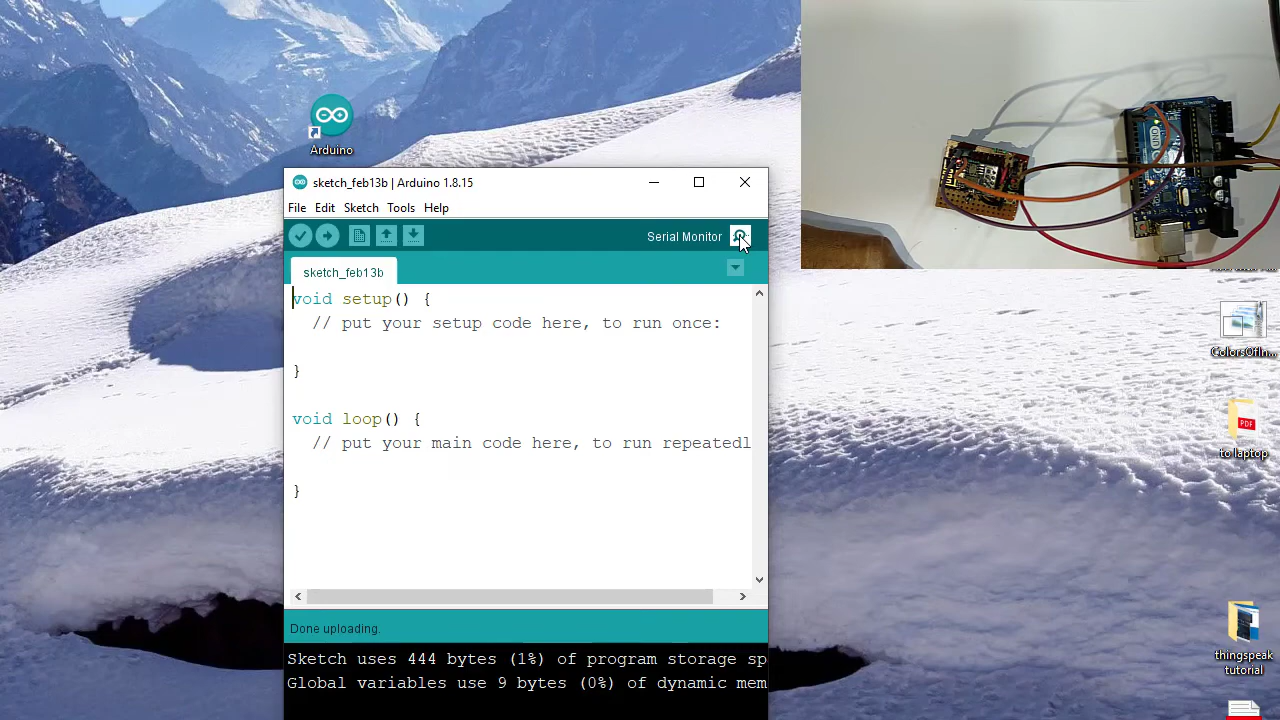 Arduino
sketch_feb13b | Arduino 1.8.15
File Edit Sketch Tools Help
Serial Monitor
sketch_feb13b
void setup() {
// put your setup code here, to run once:
}
void loop() {
// put your main code here, to run repeatedl
}
Done uploading.
Sketch uses 444 bytes (1%) of program storage sp
Global variables use 9 bytes (0%) of dynamic mem
UNO
ColorsOfIn...
PDF
to laptop
thingspeak
tutorial